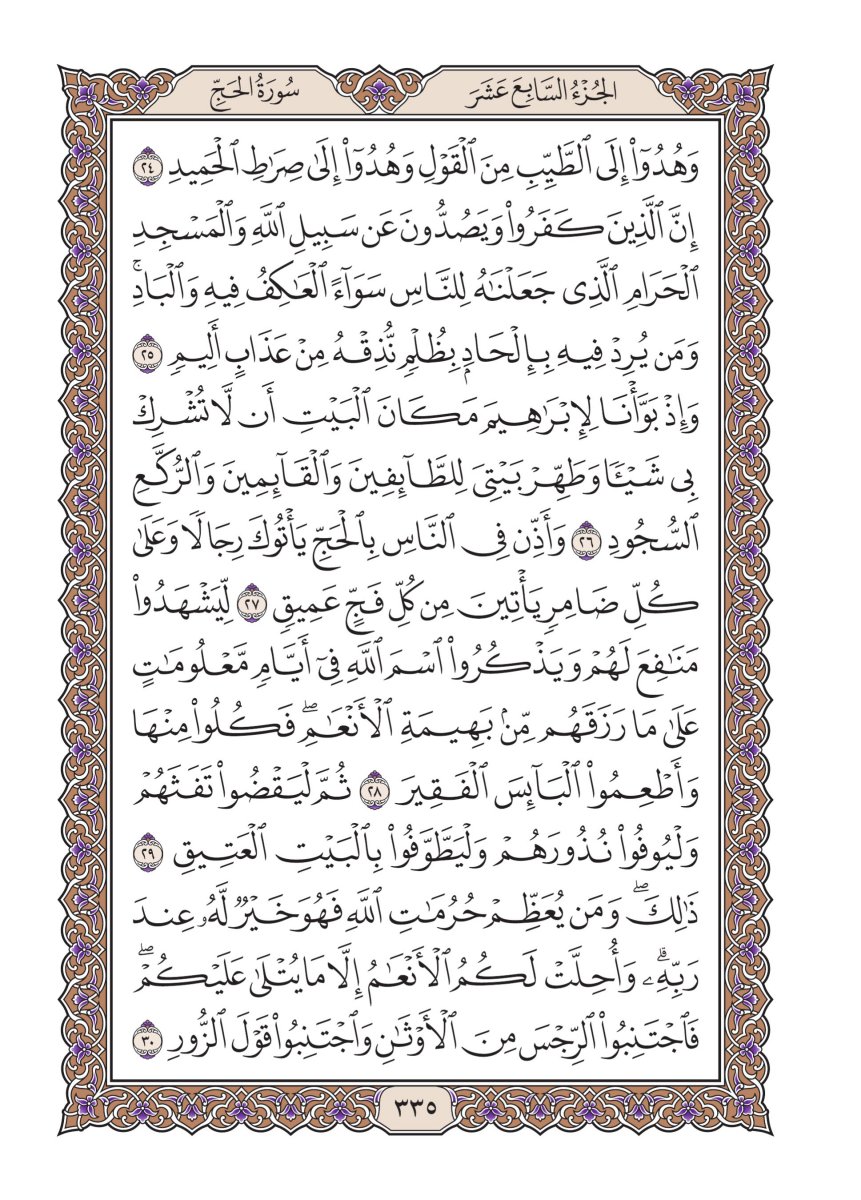 الجُزْءُ السَّابِعَ عَشَرَ
سُورَةُ الحَجِّ
وَهُدُوٓاْ إِلَى ٱلطَّيِّبِ مِنَ ٱلۡقَوۡلِ وَهُدُوٓاْ إِلَىٰ صِرَٰطِ ٱلۡحَمِيدِ ٢٤
إِنَّ ٱلَّذِينَ كَفَرُواْ وَيَصُدُّونَ عَن سَبِيلِ ٱللَّهِ وَٱلۡمَسۡجِدِ
ٱلۡحَرَامِ ٱلَّذِي جَعَلۡنَٰهُ لِلنَّاسِ سَوَآءً ٱلۡعَٰكِفُ فِيهِ وَٱلۡبَادِۚ
وَمَن يُرِدۡ فِيهِ بِإِلۡحَادِۭ بِظُلۡمٖ نُّذِقۡهُ مِنۡ عَذَابٍ أَلِيمٖ ٢٥
وَإِذۡ بَوَّأۡنَا لِإِبۡرَٰهِيمَ مَكَانَ ٱلۡبَيۡتِ أَن لَّا تُشۡرِكۡ
بِي شَيۡـٔٗا وَطَهِّرۡ بَيۡتِيَ لِلطَّآئِفِينَ وَٱلۡقَآئِمِينَ وَٱلرُّكَّعِ
ٱلسُّجُودِ ٢٦ وَأَذِّن فِي ٱلنَّاسِ بِٱلۡحَجِّ يَأۡتُوكَ رِجَالٗا وَعَلَىٰ
كُلِّ ضَامِرٖ يَأۡتِينَ مِن كُلِّ فَجٍّ عَمِيقٖ ٢٧ لِّيَشۡهَدُواْ
مَنَٰفِعَ لَهُمۡ وَيَذۡكُرُواْ ٱسۡمَ ٱللَّهِ فِيٓ أَيَّامٖ مَّعۡلُومَٰتٍ
عَلَىٰ مَا رَزَقَهُم مِّنۢ بَهِيمَةِ ٱلۡأَنۡعَٰمِۖ فَكُلُواْ مِنۡهَا
وَأَطۡعِمُواْ ٱلۡبَآئِسَ ٱلۡفَقِيرَ ٢٨ ثُمَّ لۡيَقۡضُواْ تَفَثَهُمۡ
وَلۡيُوفُواْ نُذُورَهُمۡ وَلۡيَطَّوَّفُواْ بِٱلۡبَيۡتِ ٱلۡعَتِيقِ ٢٩
ذَٰلِكَۖ وَمَن يُعَظِّمۡ حُرُمَٰتِ ٱللَّهِ فَهُوَ خَيۡرٞ لَّهُۥ عِندَ
رَبِّهِۦۗ وَأُحِلَّتۡ لَكُمُ ٱلۡأَنۡعَٰمُ إِلَّا مَا يُتۡلَىٰ عَلَيۡكُمۡۖ
فَٱجۡتَنِبُواْ ٱلرِّجۡسَ مِنَ ٱلۡأَوۡثَٰنِ وَٱجۡتَنِبُواْ قَوۡلَ ٱلزُّورِ ٣٠
٣٣٥